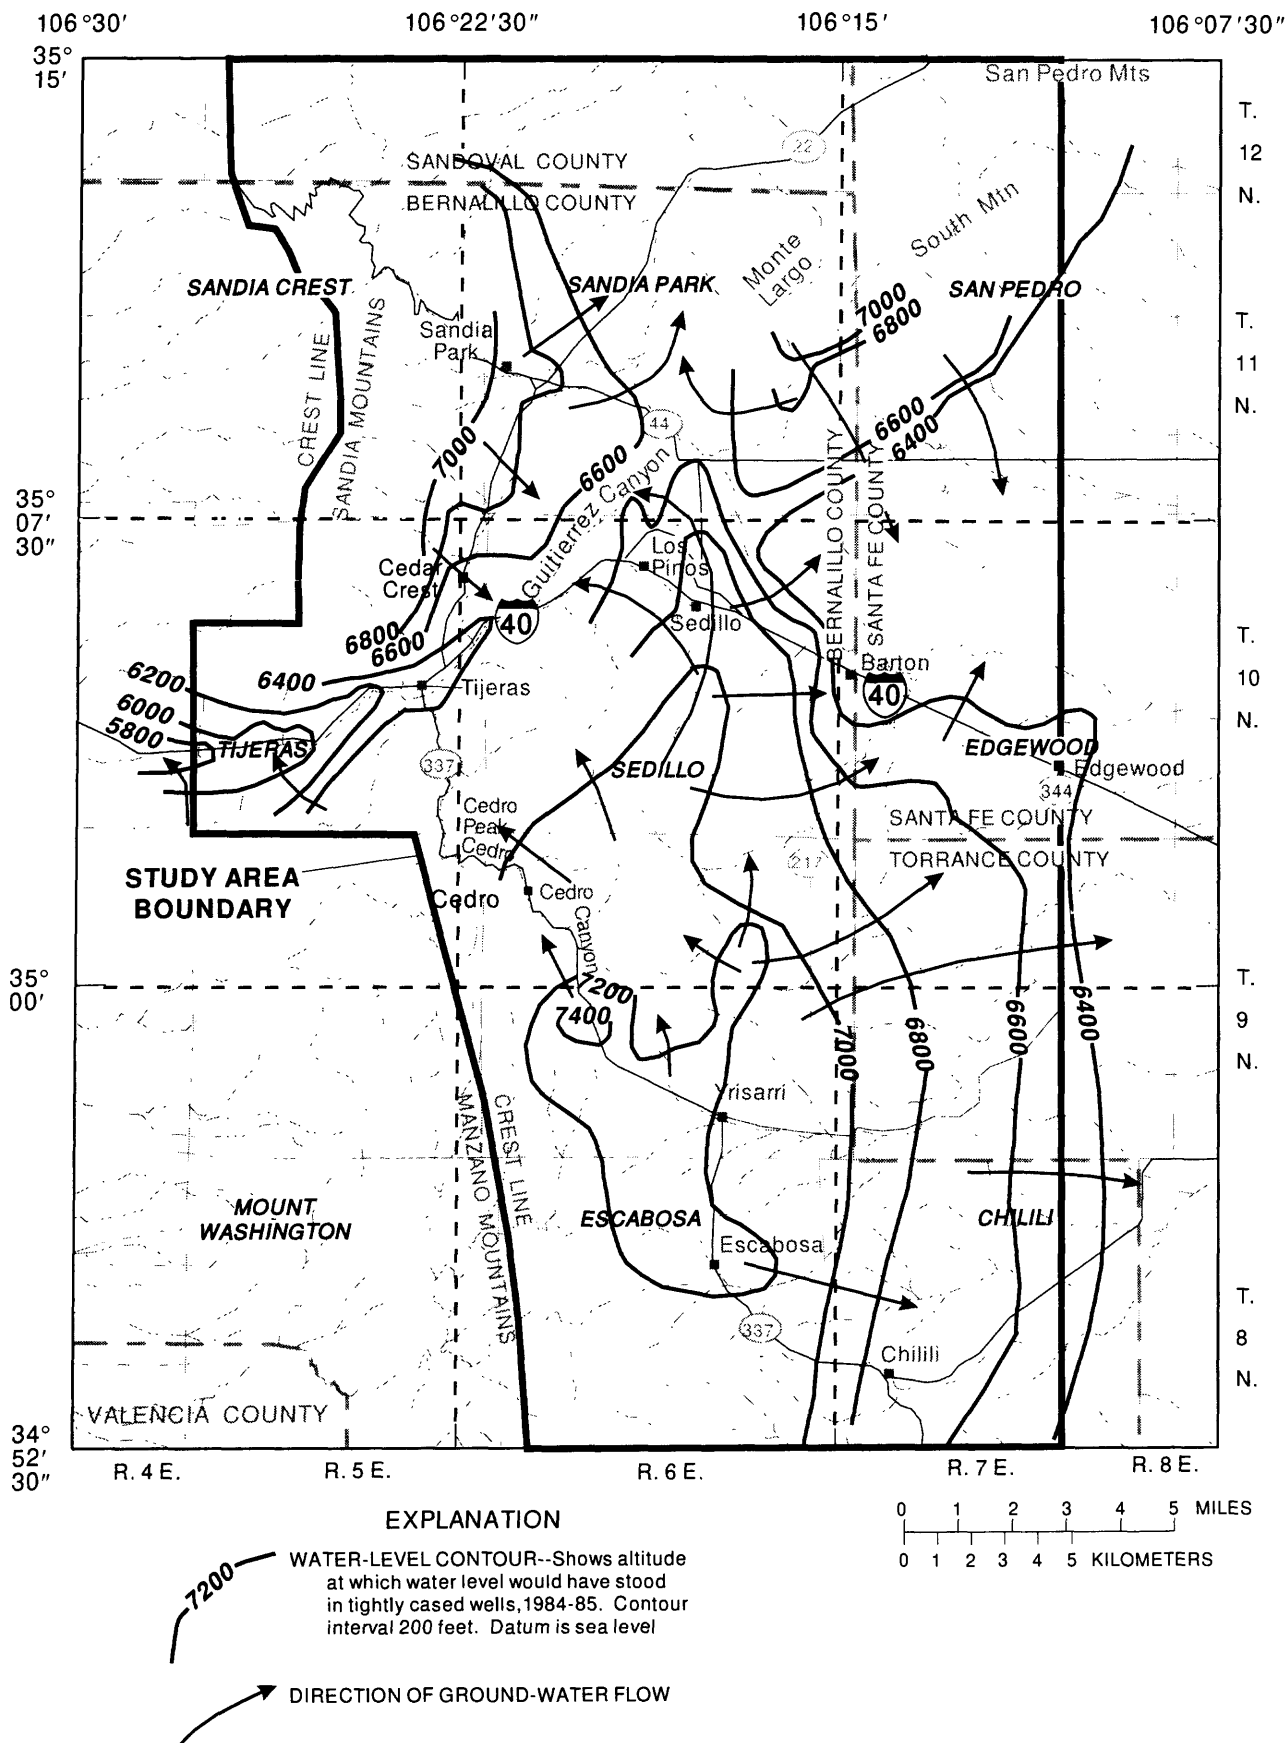 106°30'
106°22'30"
106°15'
106°07'30"
35°
15'
San Pedro Mts
T.
12
N.
22
SANDOVAL COUNTY
BERNALILLO COUNTY
South Mtn
Monte
Largo
SANDIA CREST
SANDIA PARK
SAN PEDRO
7000
6800
Sandia
Park
CREST LINE
SANDIA MOUNTAINS
T.
11
N.
44
7000
6600
6600
6400
Guitierrez Canyon
BERNALILLO COUNTY
SANTA FE COUNTY
35°
07'
30"
Los
Pinos
Cedar
Crest
40
Sedillo
6800
6600
6400
6200
6000
5800
Tijeras
TIJERAS
Barton
40
T.
10
N.
EDGEWOOD
Edgewood
344
337
SEDILLO
Cedro
Peak
Cedro
SANTA FE COUNTY
TORRANCE COUNTY
217
STUDY AREA
BOUNDARY
Cedro
Cedro
Canyon
35°
00'
7200
7400
7000
6800
6600
6400
T.
9
N.
Yrisarri
CREST LINE
MANZANO MOUNTAINS
MOUNT
WASHINGTON
ESCABOSA
CHILILI
Escabosa
337
Chilili
T.
8
N.
VALENCIA COUNTY
34°
52'
30"
R. 4 E.
R. 5 E.
R. 6 E.
R. 7 E.
R. 8 E.
0 1 2 3 4 5 MILES
0 1 2 3 4 5 KILOMETERS
EXPLANATION
7200
WATER-LEVEL CONTOUR--Shows altitude
at which water level would have stood
in tightly cased wells, 1984-85. Contour
interval 200 feet. Datum is sea level
DIRECTION OF GROUND-WATER FLOW